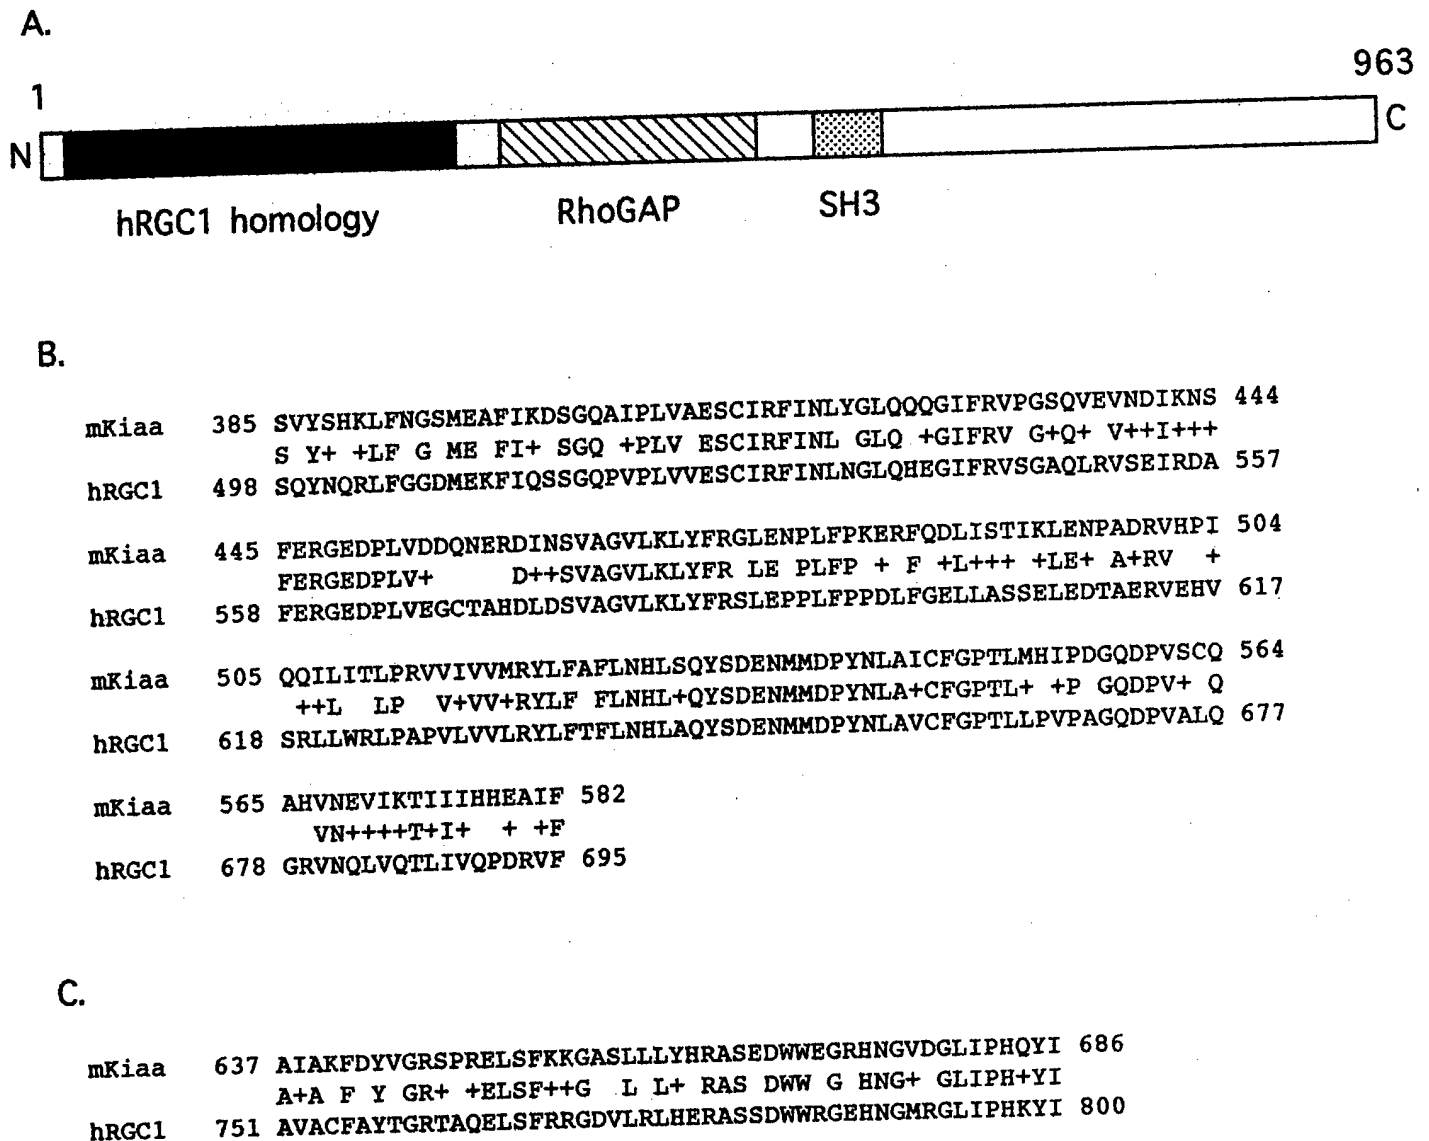 A.
1
963
N
C
hRGC1 homology
RhoGAP
SH3
B.
mKiaa 385 SVYSHKLFNGSMEAFIKDSGQAIPLVAESCIRFINLYGLQQQGIFRVPGSQVEVNDIKNS 444
S Y+ +LF G ME FI+ SGQ +PLV ESCIRFINL GLQ +GIFRV G+Q+ V++I+++
hRGC1 498 SQYNQRLFGGDMEKFIQSSGQPVPLVVESCIRFINLNGLQHEGIFRVSGAQLRVSEIRDA 557
mKiaa 445 FERGEDPLVDDQNERDINSVAGVLKLYFRGLENPLFPKERFQDLISTIKLENPADRVHPI 504
FERGEDPLV+ D++SVAGVLKLYFR LE PLFP + F +L+++ +LE+ A+RV +
hRGC1 558 FERGEDPLVEGCTAHDLDSVAGVLKLYFRSLEPPLFPPDLFGELLASSELEDTAERVEHV 617
mKiaa 505 QQILITLPRVVIVVMRYLFAFLNHLSQYSDENMMDPYNLAICFGPTLMHIPDGQDPVSCQ 564
++L LP V+VV+RYLF FLNHL+QYSDENMMDPYNLA+CFGPTL+ +P GQDPV+ Q
hRGC1 618 SRLLWRLPAPVLVVLRYLFTFLNHLAQYSDENMMDPYNLAVCFGPTLLPVPAGQDPVALQ 677
mKiaa 565 AHVNEVIKTIIIHHEAIF 582
VN++++T+I+ + +F
hRGC1 678 GRVNQLVQTLIVQPDRVF 695
C.
mKiaa 637 AIAKFDYVGRSPRELSFKKGASLLLYHRASEDWWEGRHNGVDGLIPHQYI 686
A+A F Y GR+ +ELSF++G L L+ RAS DWW G HNG+ GLIPH+YI
hRGC1 751 AVACFAYTGRTAQELSFRRGDVLRLHERASSDWWRGEHNGMRGLIPHKYI 800